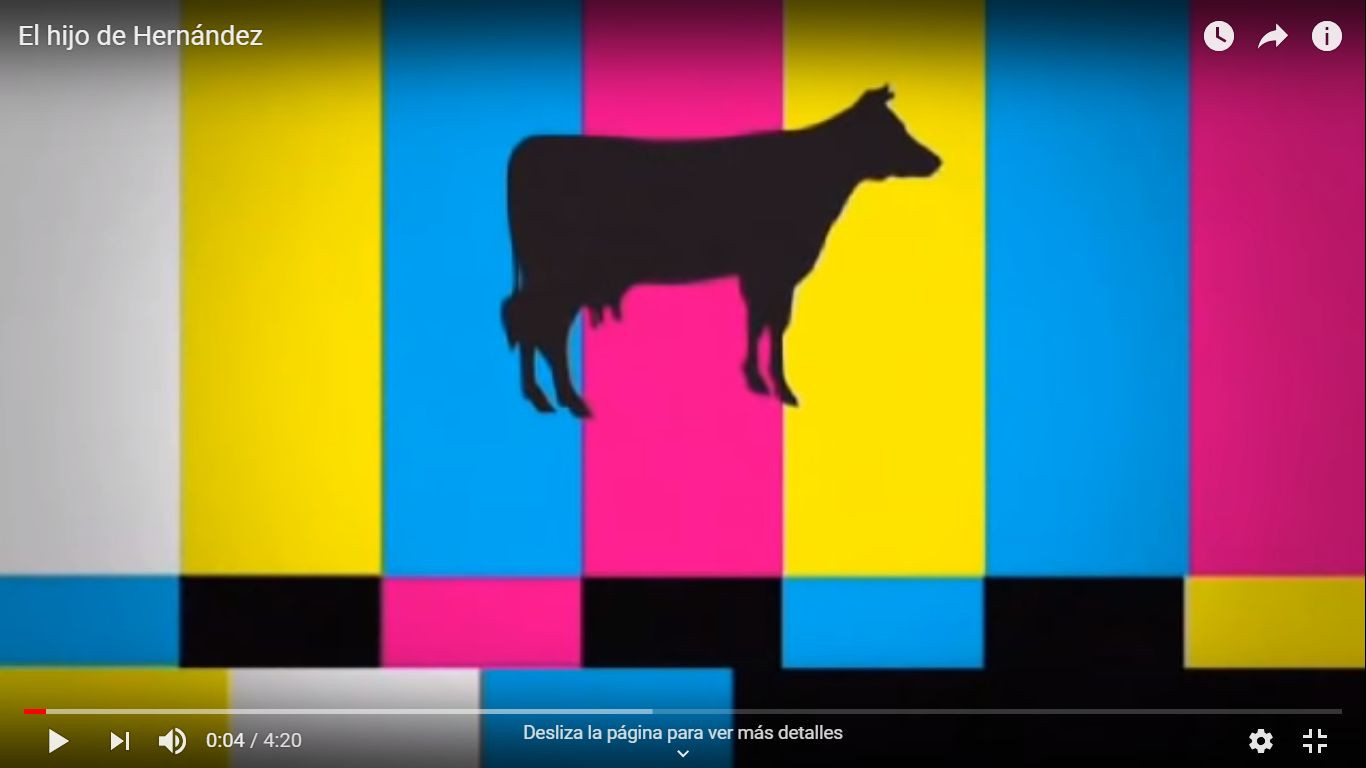 El hijo de Hernández
0:04 / 4:20
Desliza la página para ver más detalles